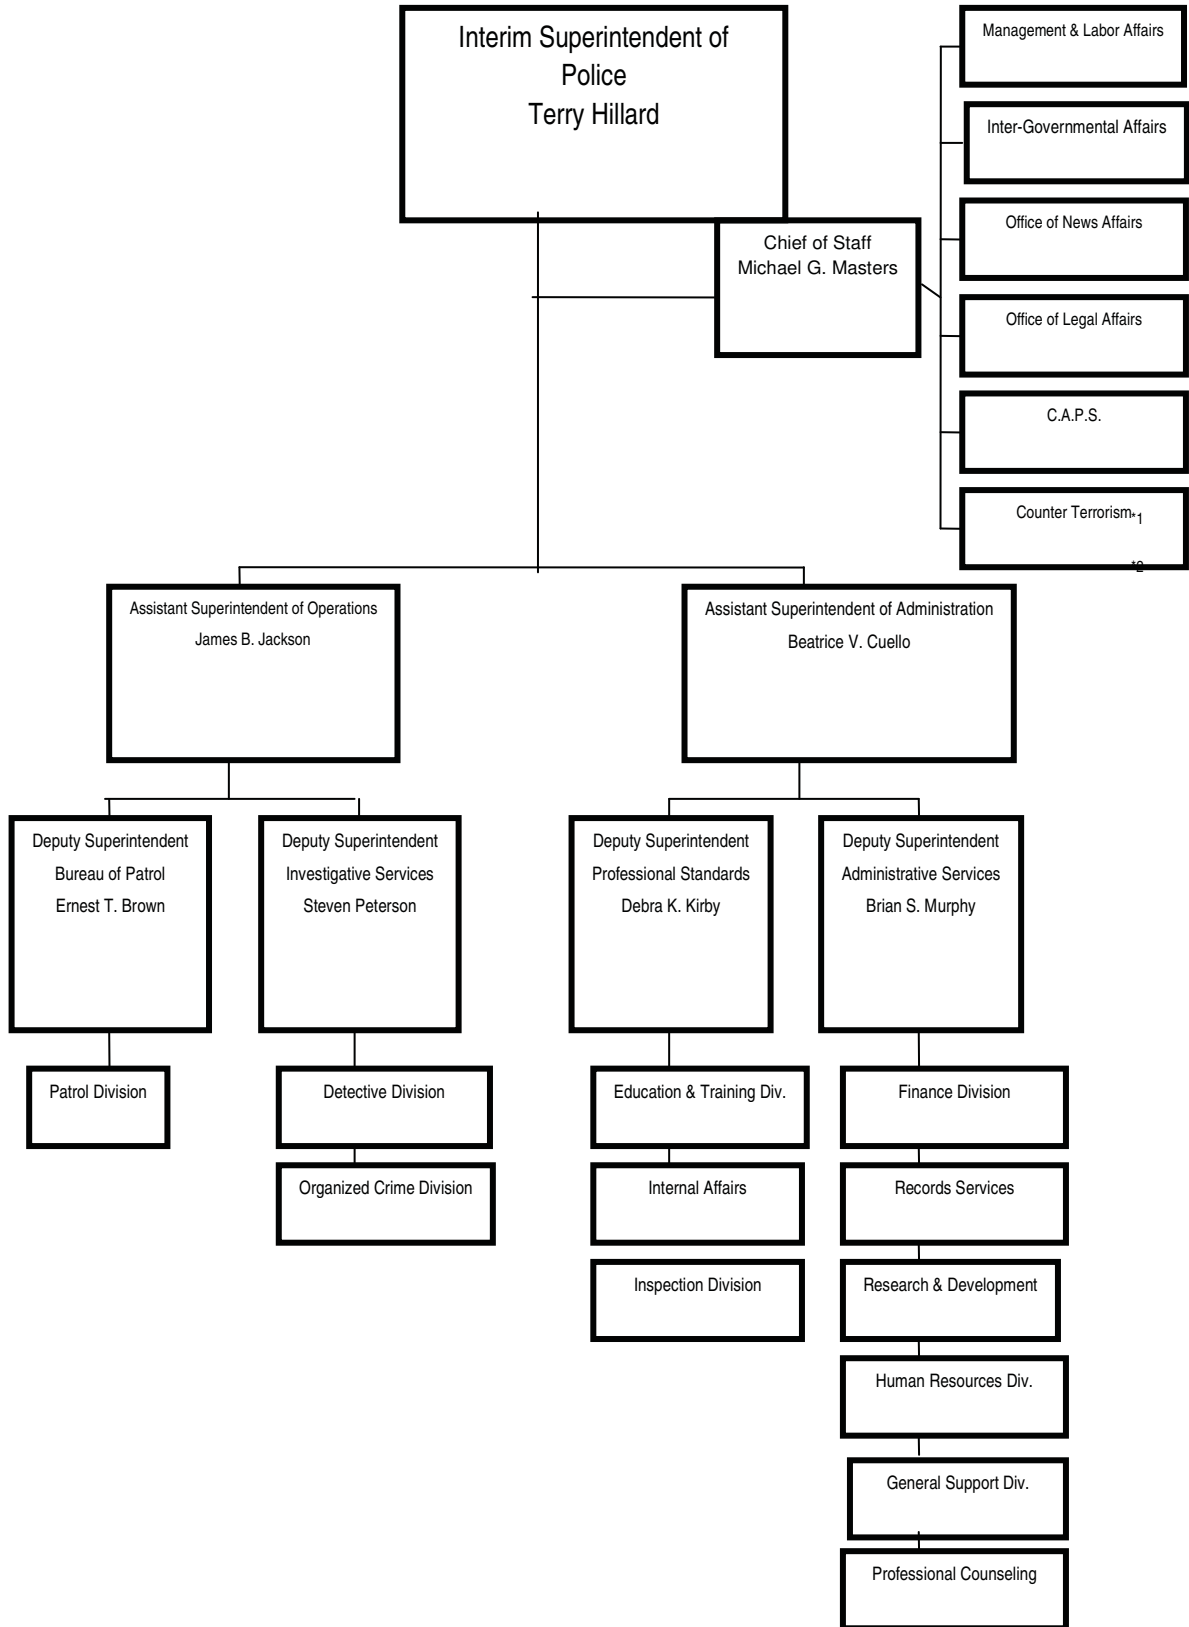 Interim Superintendent of
Police
Terry Hillard
Chief of Staff
Michael G. Masters
Management & Labor Affairs
Inter-Governmental Affairs
Office of News Affairs
Office of Legal Affairs
C.A.P.S.
Counter Terrorism*1
*2
Assistant Superintendent of Operations
James B. Jackson
Assistant Superintendent of Administration
Beatrice V. Cuello
Deputy Superintendent
Bureau of Patrol
Ernest T. Brown
Deputy Superintendent
Investigative Services
Steven Peterson
Deputy Superintendent
Professional Standards
Debra K. Kirby
Deputy Superintendent
Administrative Services
Brian S. Murphy
Patrol Division
Detective Division
Organized Crime Division
Education & Training Div.
Internal Affairs
Inspection Division
Finance Division
Records Services
Research & Development
Human Resources Div.
General Support Div.
Professional Counseling